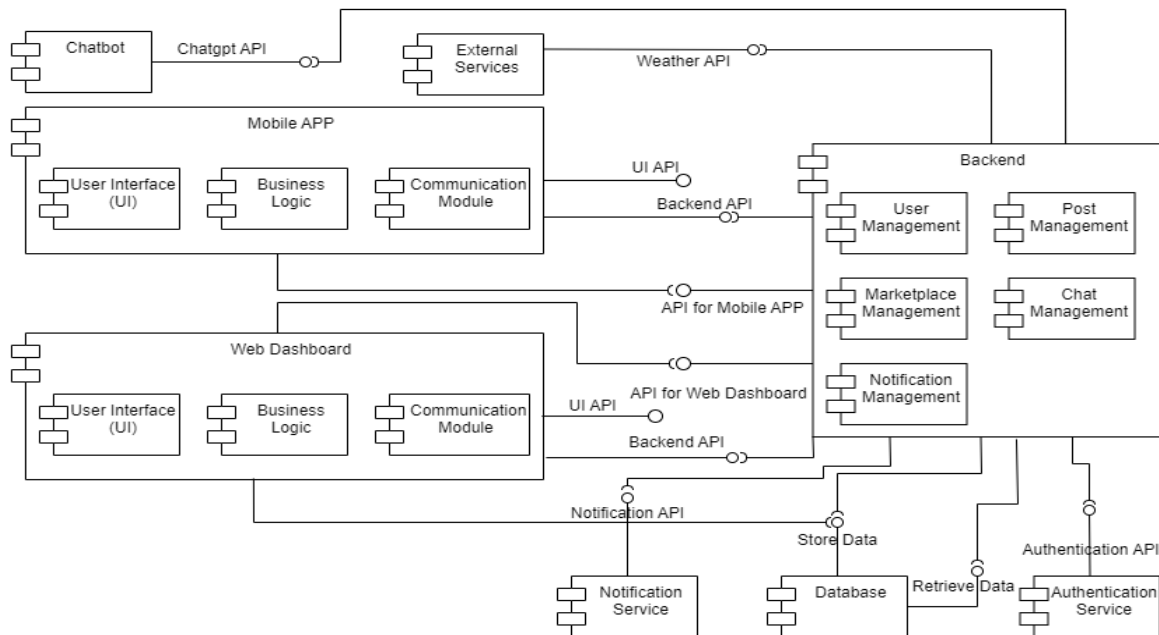 Chatbot
Chatgpt API
External
Services
Weather API
Mobile APP
User Interface
(UI)
Business
Logic
Communication
Module
UI API
Backend API
API for Mobile APP
Backend
User
Management
Post
Management
Marketplace
Management
Chat
Management
Notification
Management
Web Dashboard
User Interface
(UI)
Business
Logic
Communication
Module
API for Web Dashboard
UI API
Backend API
Notification API
Store Data
Retrieve Data
Authentication API
Notification
Service
Database
Authentication
Service